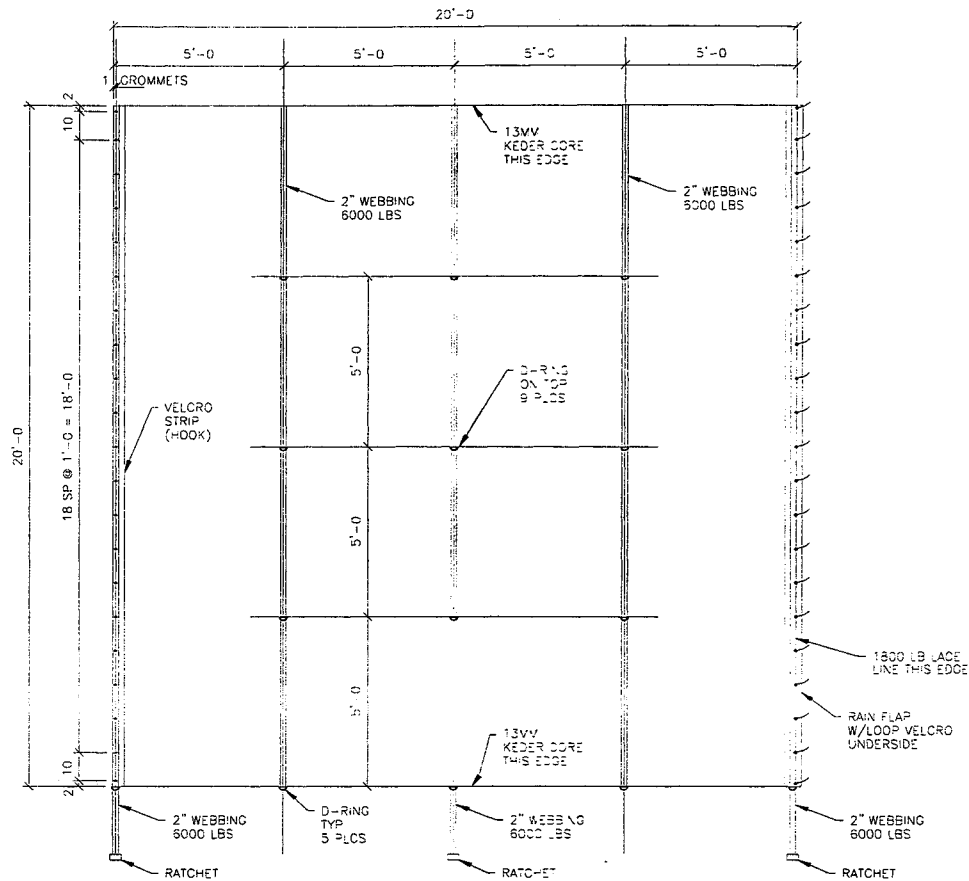 20'-0
5'-0
5'-0
5'-0
5'-0
1 GROMMETS
2
10
13MM
KEDER CORE
THIS EDGE
2" WEBBING
6000 LBS
2" WEBBING
6000 LBS
5'-0
D-RING
ON TOP
9 PLCS
VELCRO
STRIP
(HOOK)
20'-0
18 SP @ 1'-0 = 18'-0
5'-0
1800 LB LACE
LINE THIS EDGE
5'-0
RAIN FLAP
W/LOOP VELCRO
UNDERSIDE
13MM
KEDER CORE
THIS EDGE
10
2
2" WEBBING
6000 LBS
D-RING
TYP
5 PLCS
2" WEBBING
6000 LBS
2" WEBBING
6000 LBS
RATCHET
RATCHET
RATCHET